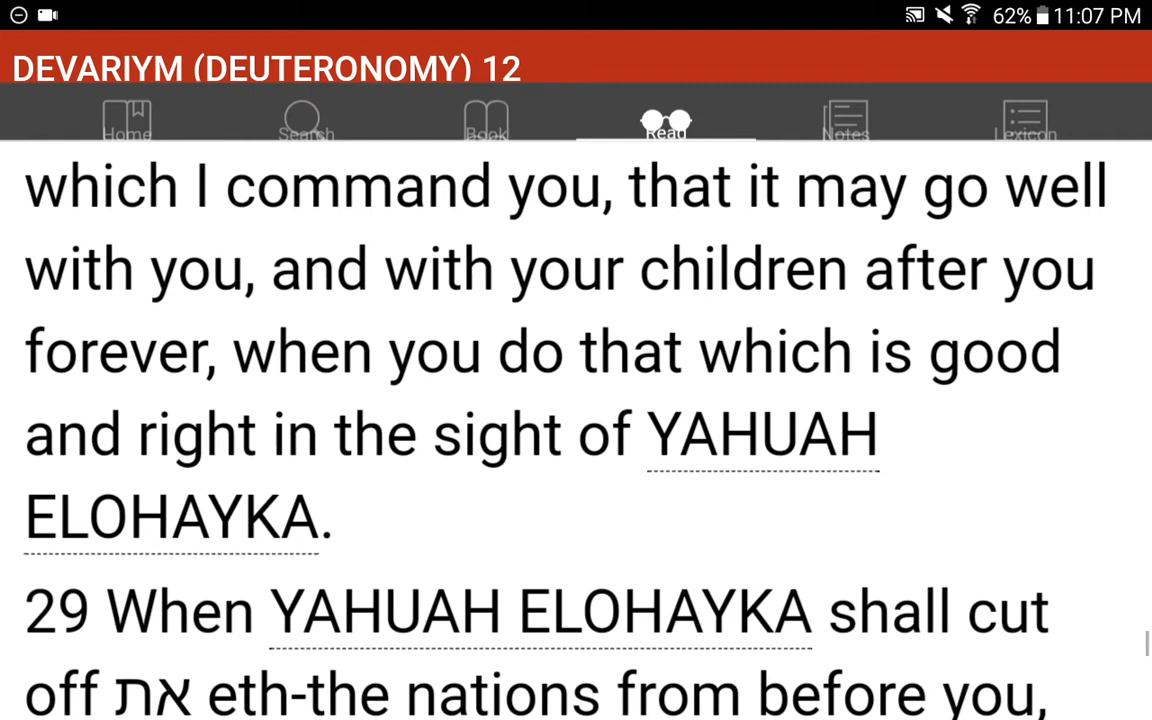 62% 11:07 PM
DEVARIYM (DEUTERONOMY) 12
Home Search Book Read Notes Lexicon
which I command you, that it may go well
with you, and with your children after you
forever, when you do that which is good
and right in the sight of YAHUAH
ELOHAYKA.
29 When YAHUAH ELOHAYKA shall cut
off את eth-the nations from before you,